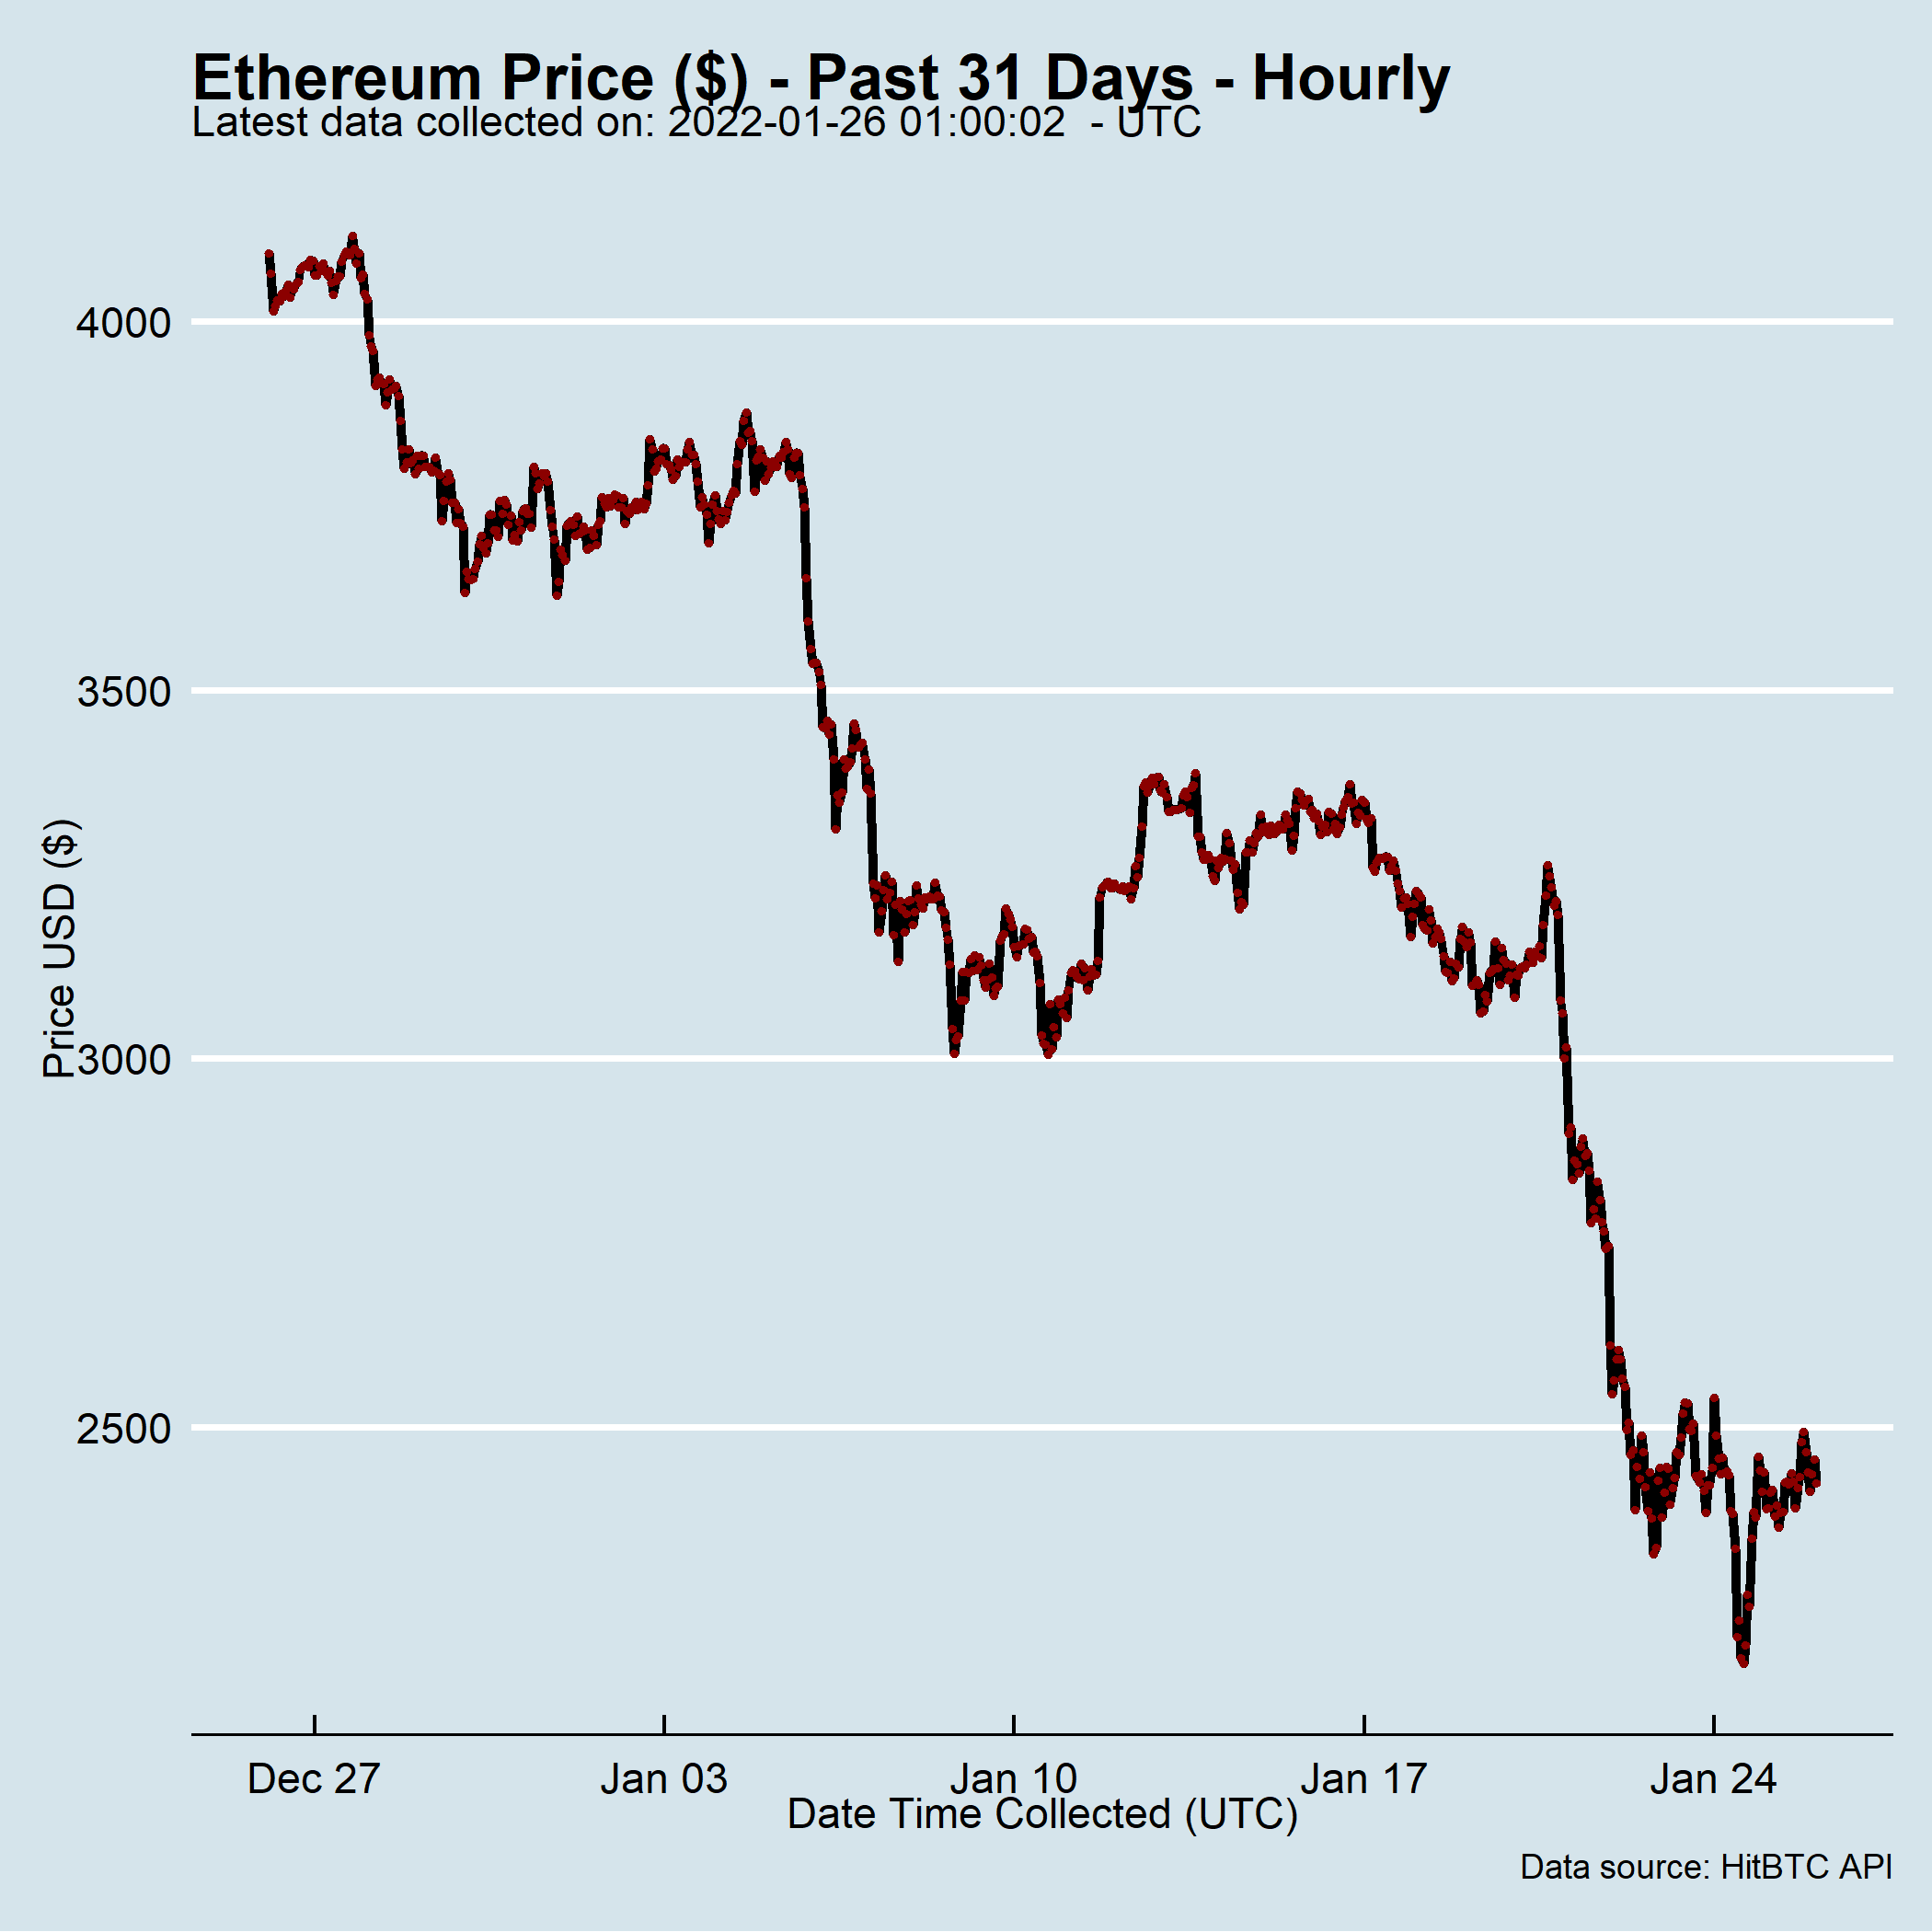 Ethereum Price ($) - Past 31 Days - Hourly
Latest data collected on: 2022-01-26 01:00:02  - UTC
4000
3500
3000
2500
Price USD ($)
Dec 27
Jan 03
Jan 10
Jan 17
Jan 24
Date Time Collected (UTC)
Data source: HitBTC API